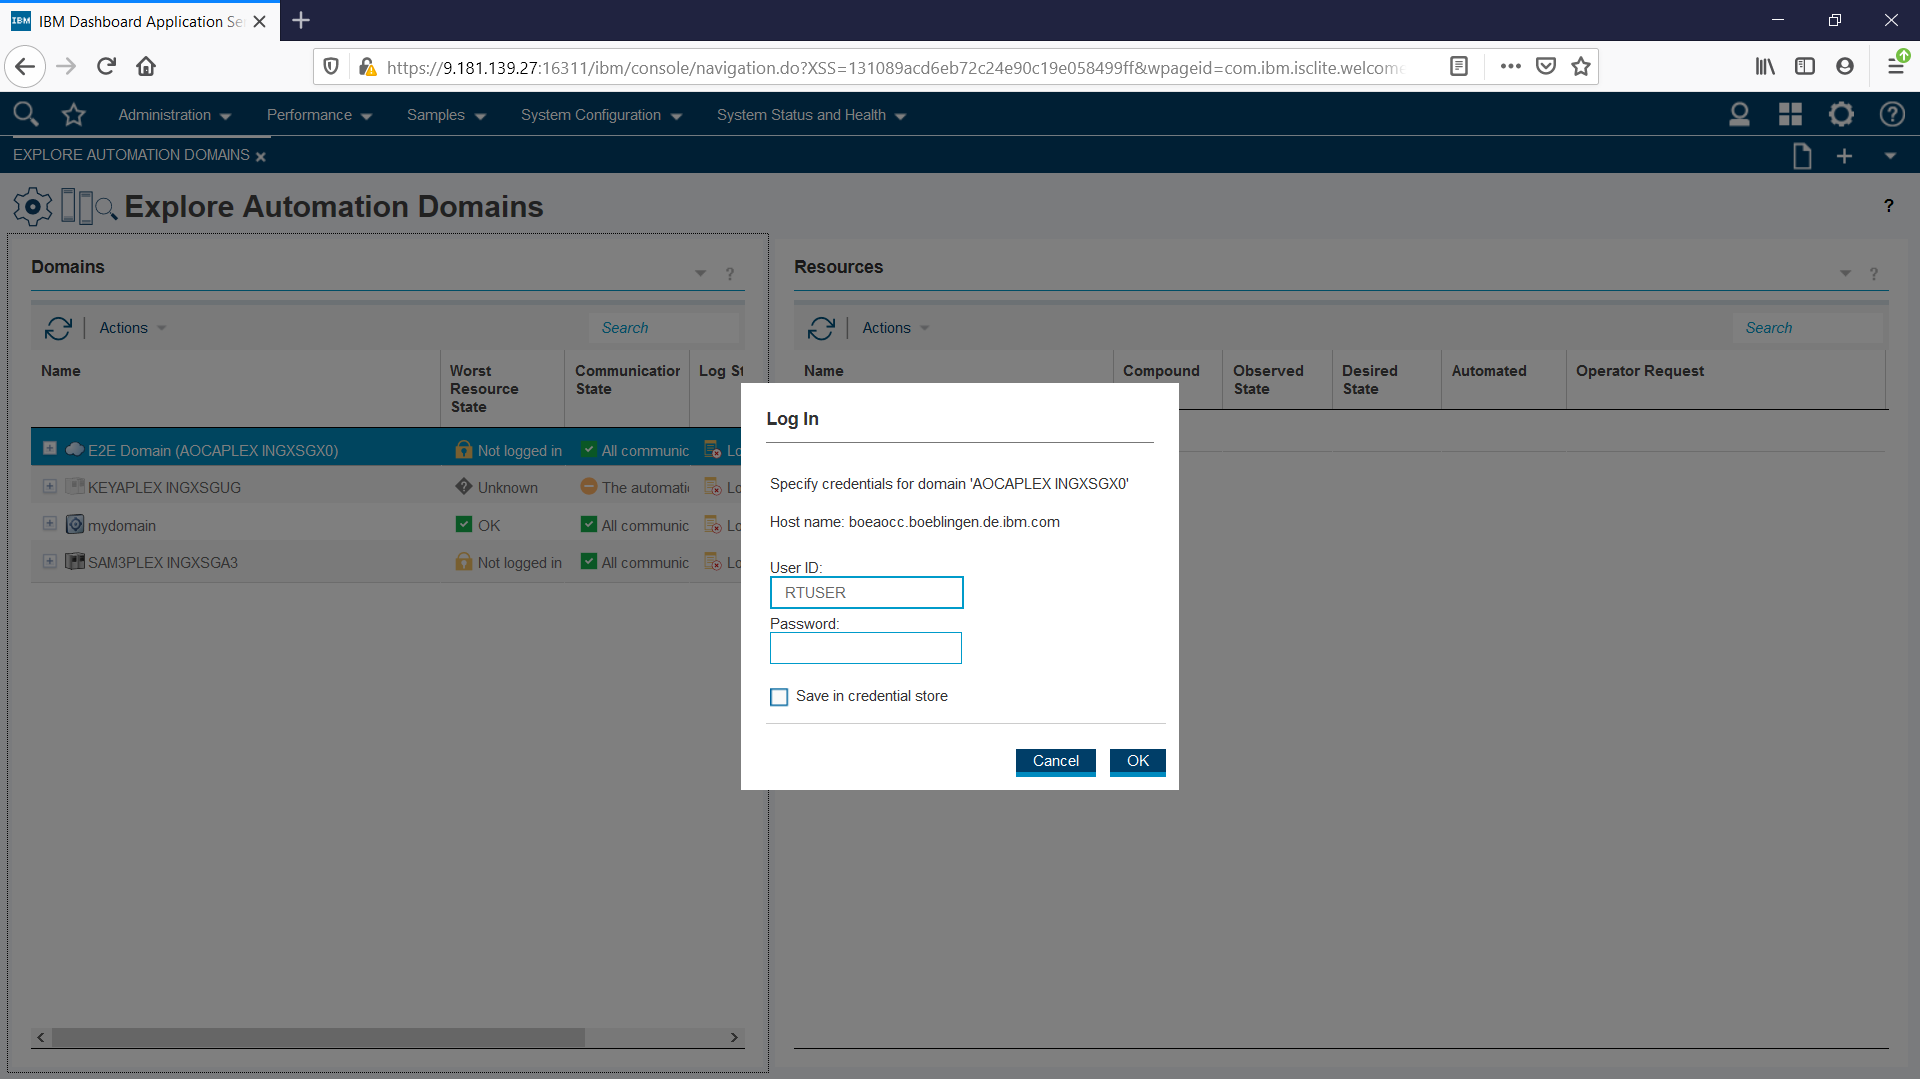 IBM Dashboard Application Se
https://9.181.139.27:16311/ibm/console/navigation.do?XSS=131089acd6eb72c24e90c19e058499ff&wpageid=com.ibm.isclite.welcome
Administration Performance Samples System Configuration System Status and Health
EXPLORE AUTOMATION DOMAINS
Explore Automation Domains ?
Domains ?
Resources ?
Actions Search
Actions Search
Name Worst Resource State Communication State Log St
Name Compound Observed State Desired State Automated Operator Request
E2E Domain (AOCAPLEX INGXSGX0) Not logged in All communic Lo
KEYAPLEX INGXSGUG Unknown The automati Lo
mydomain OK All communic Lo
SAM3PLEX INGXSGA3 Not logged in All communic Lo
Log In
Specify credentials for domain 'AOCAPLEX INGXSGX0'
Host name: boeaocc.boeblingen.de.ibm.com
User ID:
RTUSER
Password:
Save in credential store
Cancel OK